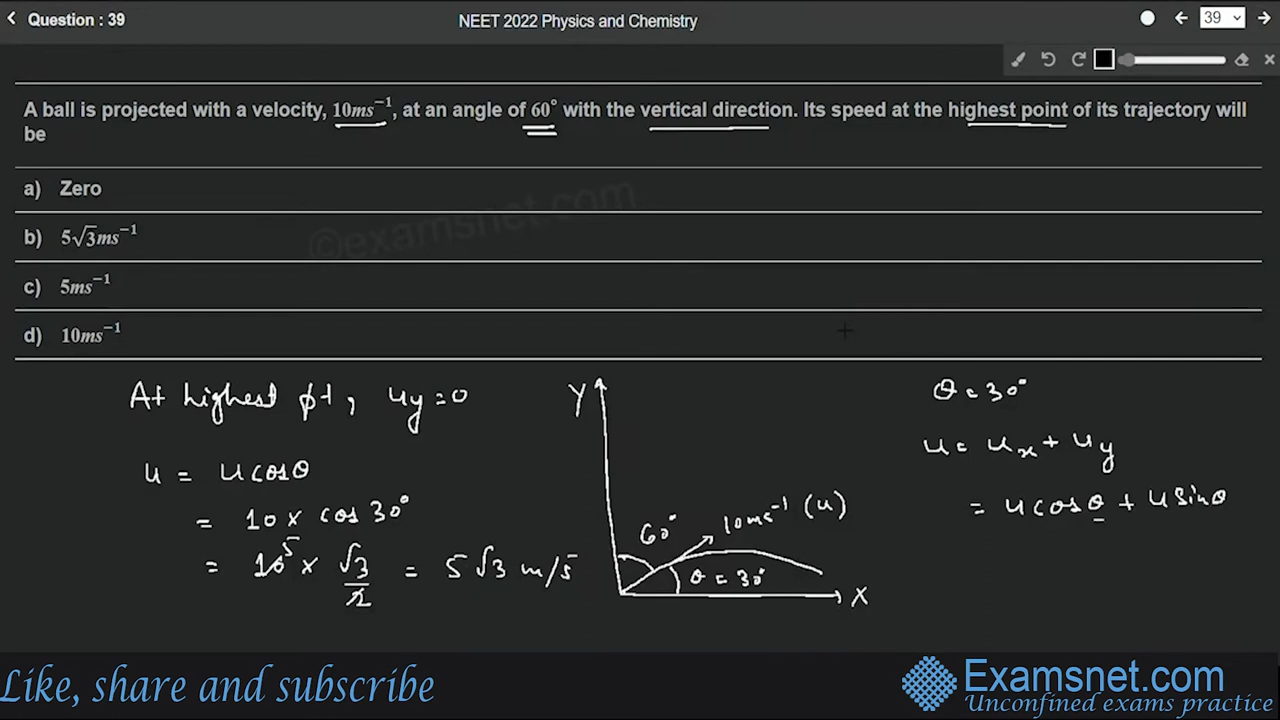 Question : 39
NEET 2022 Physics and Chemistry
39
A ball is projected with a velocity, 10ms⁻¹, at an angle of 60° with the vertical direction. Its speed at the highest point of its trajectory will
be
a) Zero
©examsnet.com
b) 5√3ms⁻¹
c) 5ms⁻¹
d) 10ms⁻¹
At highest pt, uy = 0
u = u cosθ
= 10 × cos 30°
= 10 5 × √3/2 = 5√3 m/s
Y
60°
10ms⁻¹ (u)
θ = 30°
X
θ = 30°
u = ux + uy
= u cosθ + u sinθ
Like, share and subscribe
Examsnet.com
Unconfined exams practice